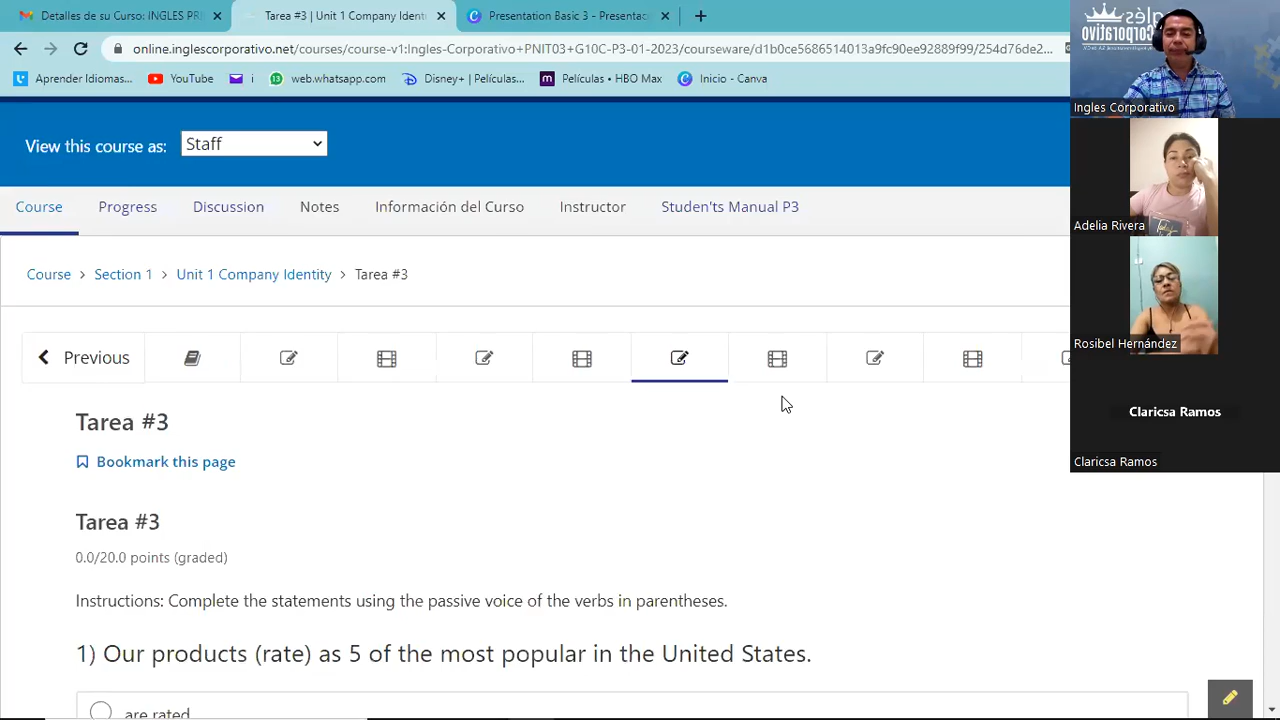 Detalles de su Curso: INGLES PRE
Tarea #3 | Unit 1 Company Identi
Presentation Basic 3 - Presentac
online.inglescorporativo.net/courses/course-v1:Ingles-Corporativo+PNIT03+G10C-P3-01-2023/courseware/
Aprender Idiomas...
YouTube
i
web.whatsapp.com
Disney+ | Películas...
Películas • HBO Max
Inicio - Canva
View this course as:
Staff
Course
Progress
Discussion
Notes
Información del Curso
Instructor
Studen'ts Manual P3
Course > Section 1 > Unit 1 Company Identity > Tarea #3
Previous
Tarea #3
Bookmark this page
Tarea #3
0.0/20.0 points (graded)
Instructions: Complete the statements using the passive voice of the verbs in parentheses.
1) Our products (rate) as 5 of the most popular in the United States.
are rated
Ingles Corporativo
Adelia Rivera
Rosibel Hernández
Claricsa Ramos
Claricsa Ramos